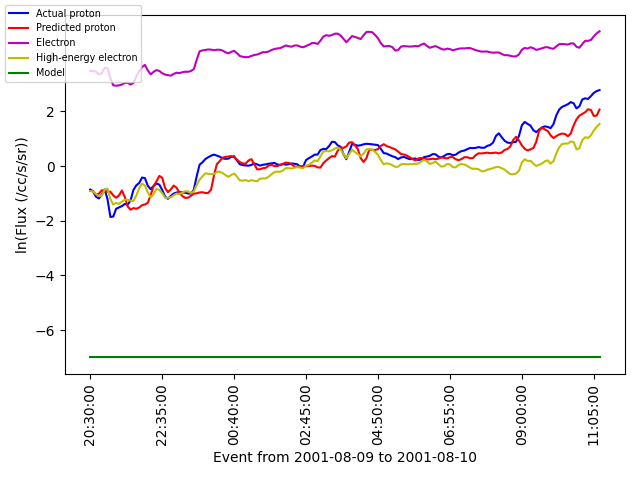 Actual proton
Predicted proton
Electron
High-energy electron
Model
ln(Flux (/cc/s/sr))
2
0
−2
−4
−6
20:30:00
22:35:00
00:40:00
02:45:00
04:50:00
06:55:00
09:00:00
11:05:00
Event from 2001-08-09 to 2001-08-10